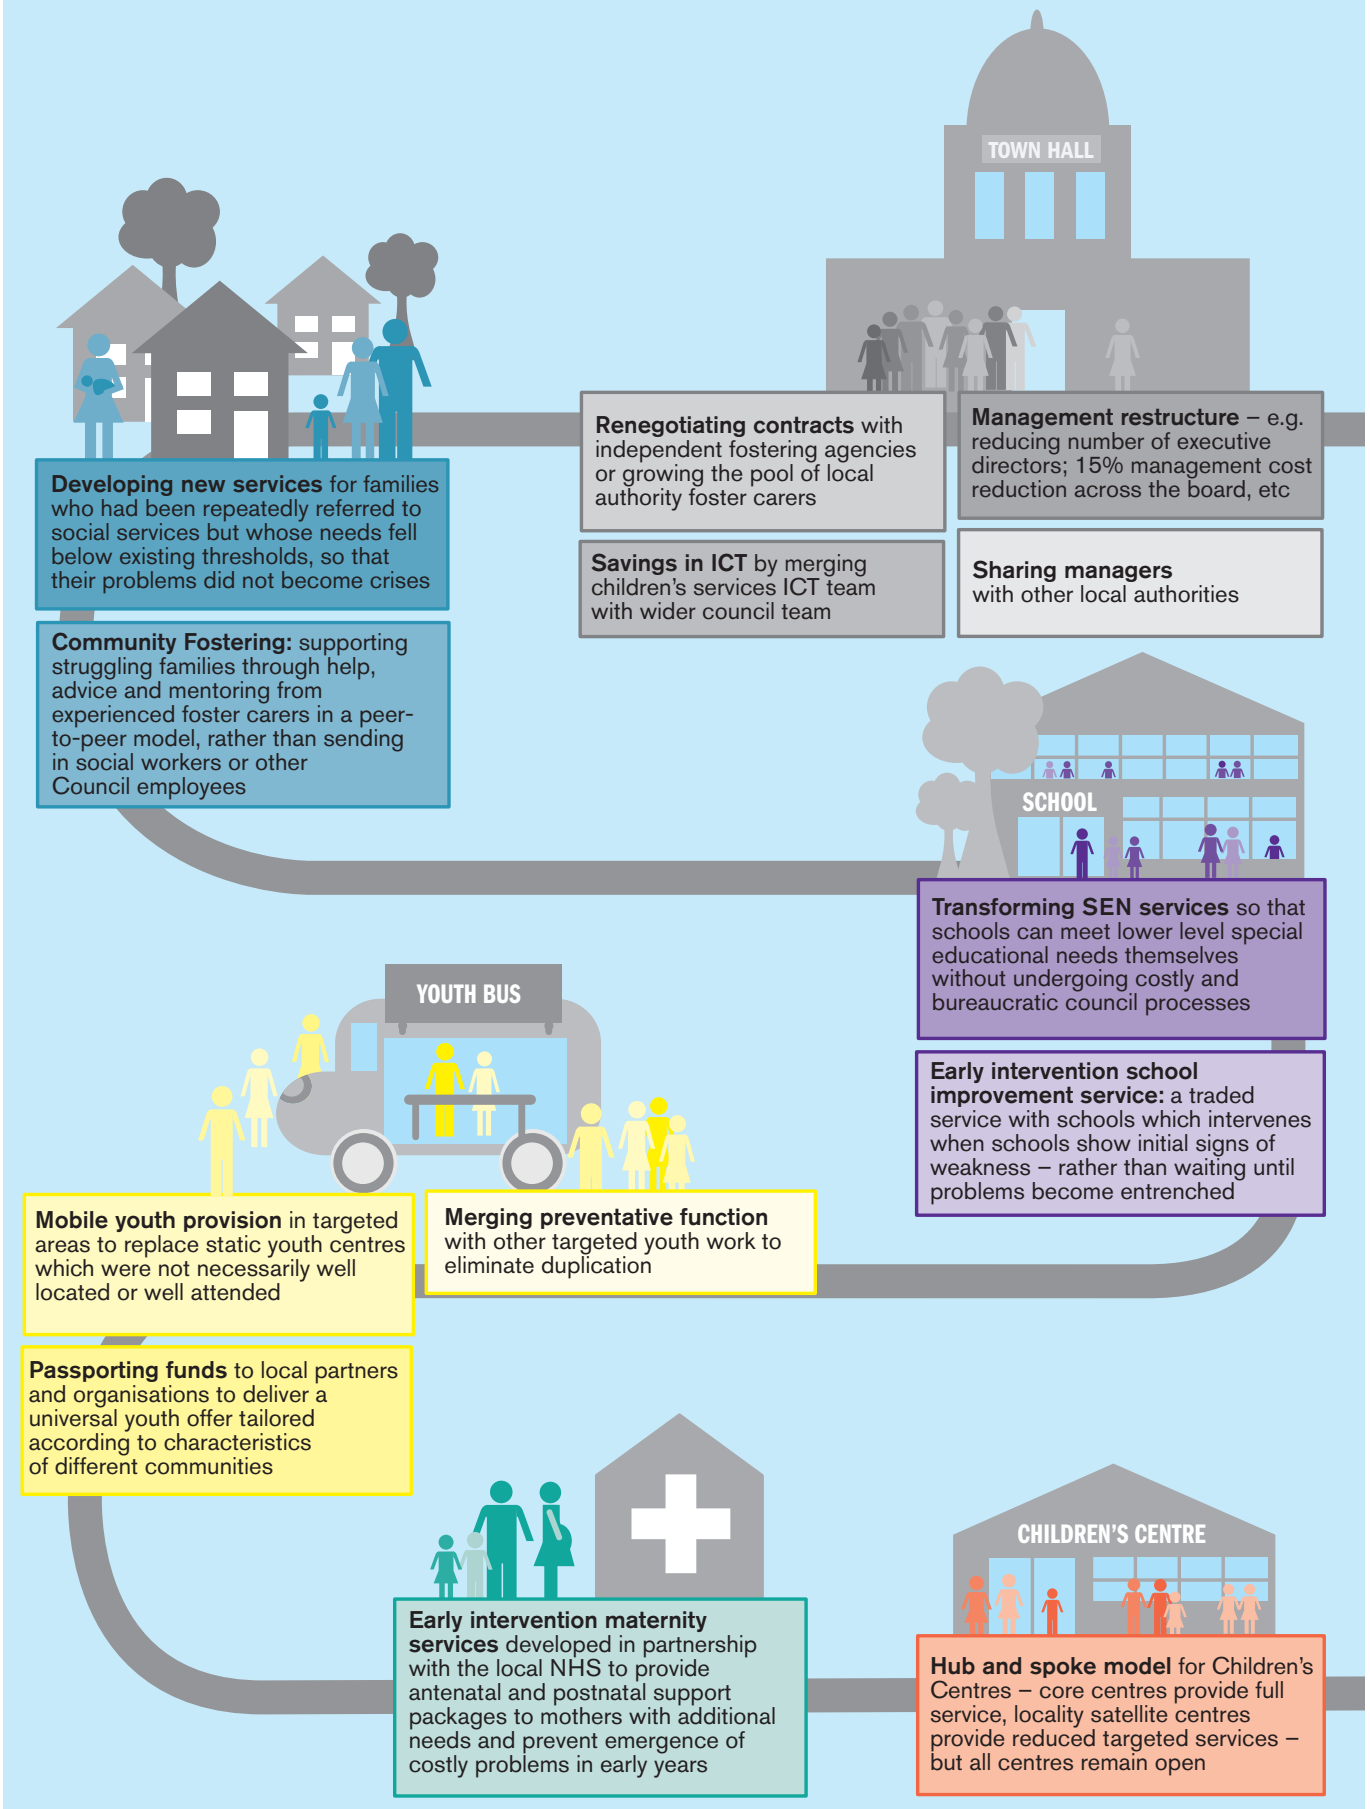 TOWN HALL
Renegotiating contracts with
independent fostering agencies
or growing the pool of local
authority foster carers
Management restructure – e.g.
reducing number of executive
directors; 15% management cost
reduction across the board, etc
Savings in ICT by merging
children's services ICT team
with wider council team
Sharing managers
with other local authorities
Developing new services for families
who had been repeatedly referred to
social services but whose needs fell
below existing thresholds, so that
their problems did not become crises
Community Fostering: supporting
struggling families through help,
advice and mentoring from
experienced foster carers in a peer-
to-peer model, rather than sending
in social workers or other
Council employees
SCHOOL
Transforming SEN services so that
schools can meet lower level special
educational needs themselves
without undergoing costly and
bureaucratic council processes
Early intervention school
improvement service: a traded
service with schools which intervenes
when schools show initial signs of
weakness – rather than waiting until
problems become entrenched
YOUTH BUS
Mobile youth provision in targeted
areas to replace static youth centres
which were not necessarily well
located or well attended
Merging preventative function
with other targeted youth work to
eliminate duplication
Passporting funds to local partners
and organisations to deliver a
universal youth offer tailored
according to characteristics
of different communities
Early intervention maternity
services developed in partnership
with the local NHS to provide
antenatal and postnatal support
packages to mothers with additional
needs and prevent emergence of
costly problems in early years
CHILDREN'S CENTRE
Hub and spoke model for Children's
Centres – core centres provide full
service, locality satellite centres
provide reduced targeted services –
but all centres remain open